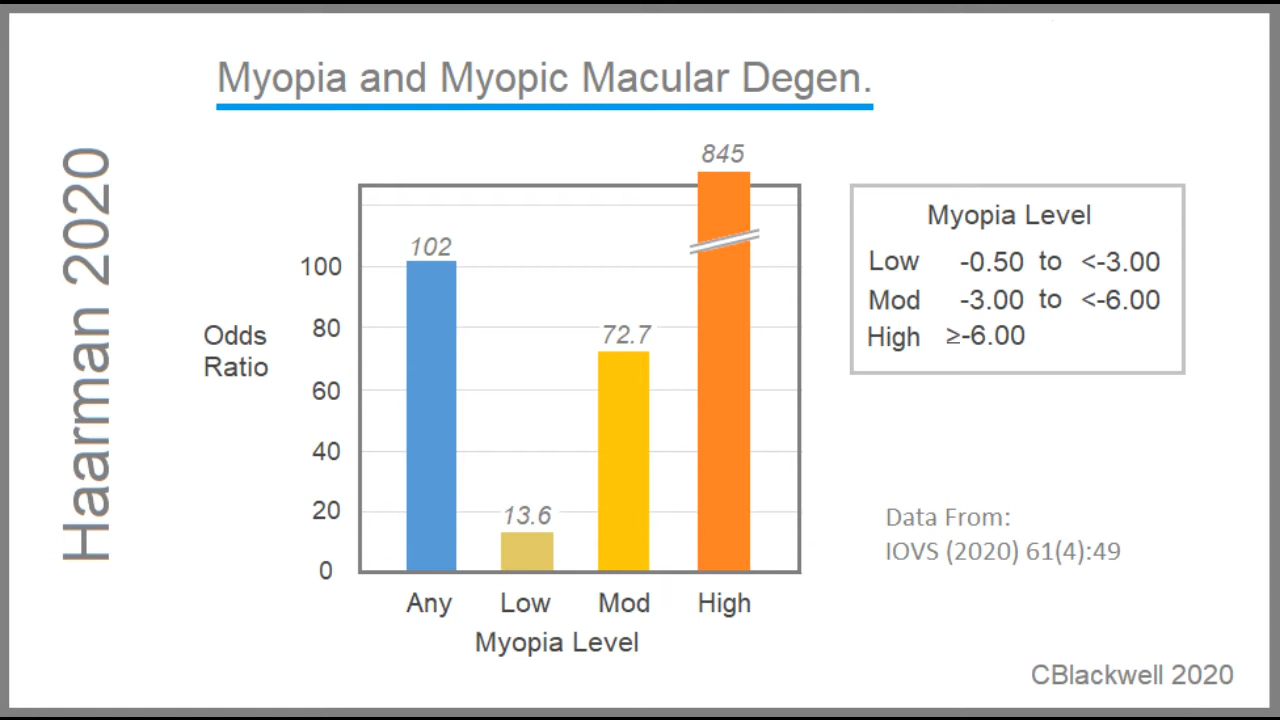 Myopia and Myopic Macular Degen.
Haarman 2020
Odds
Ratio
100
80
60
40
20
0
102
13.6
72.7
845
Any Low Mod High
Myopia Level
Myopia Level
Low -0.50 to <-3.00
Mod -3.00 to <-6.00
High ≥-6.00
Data From:
IOVS (2020) 61(4):49
CBlackwell 2020